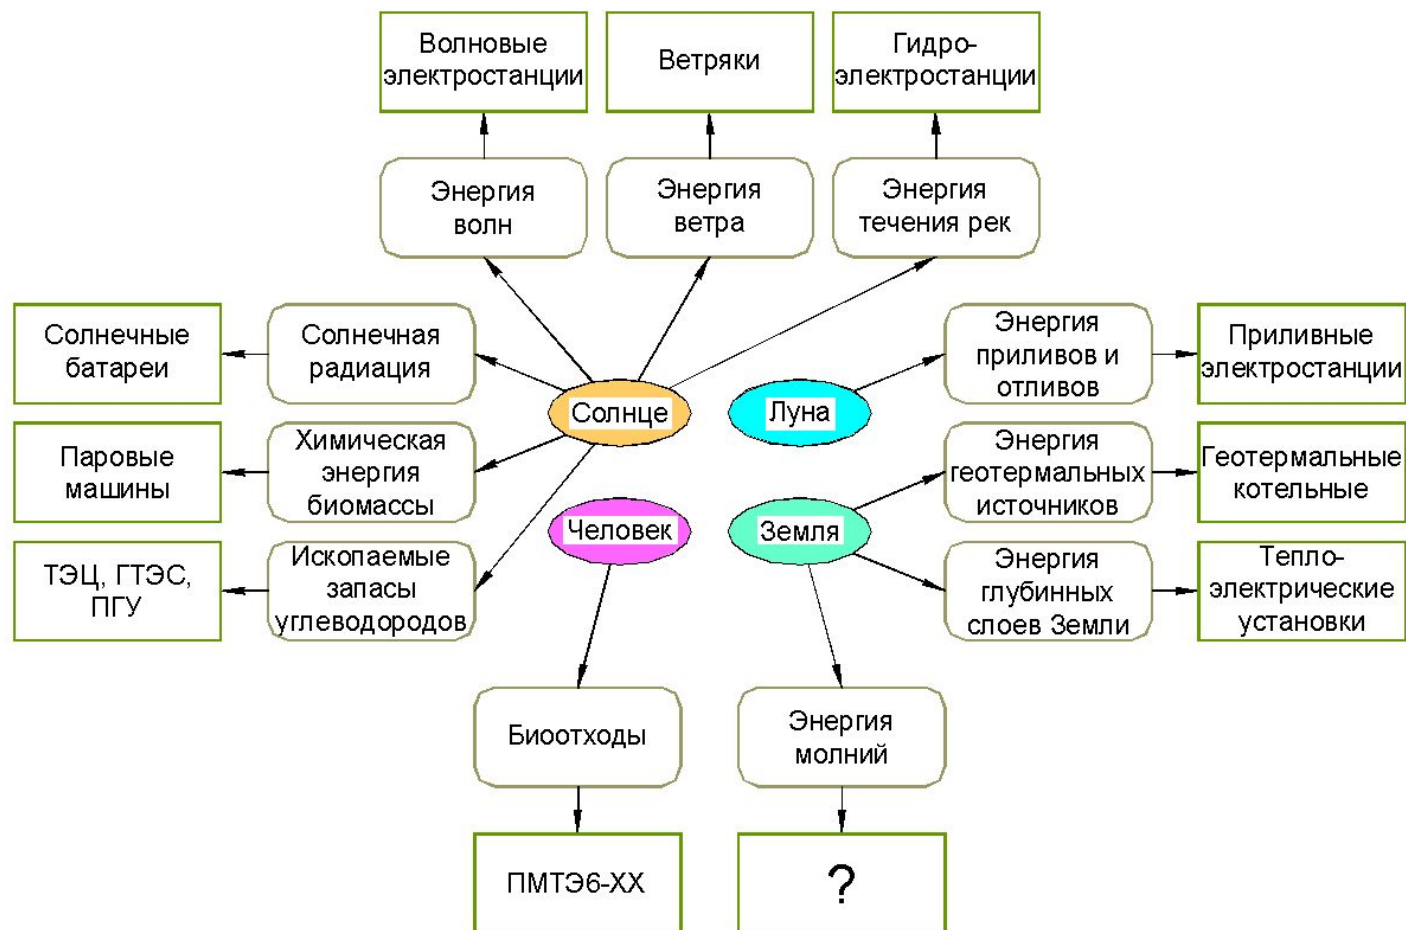 Волновые
электростанции
Ветряки
Гидро-
электростанции
Энергия
волн
Энергия
ветра
Энергия
течения рек
Солнечные
батареи
Солнечная
радиация
Энергия
приливов и
отливов
Приливные
электростанции
Солнце
Луна
Паровые
машины
Химическая
энергия
биомассы
Энергия
геотермальных
источников
Геотермальные
котельные
Человек
Земля
ТЭЦ, ГТЭС,
ПГУ
Ископаемые
запасы
углеводородов
Энергия
глубинных
слоев Земли
Тепло-
электрические
установки
Биоотходы
Энергия
молний
ПМТЭ6-ХХ
?